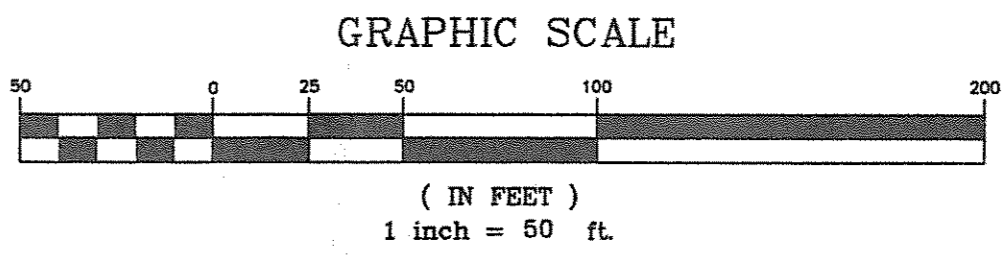 GRAPHIC SCALE
50 0 25 50 100 200
( IN FEET )
1 inch = 50 ft.